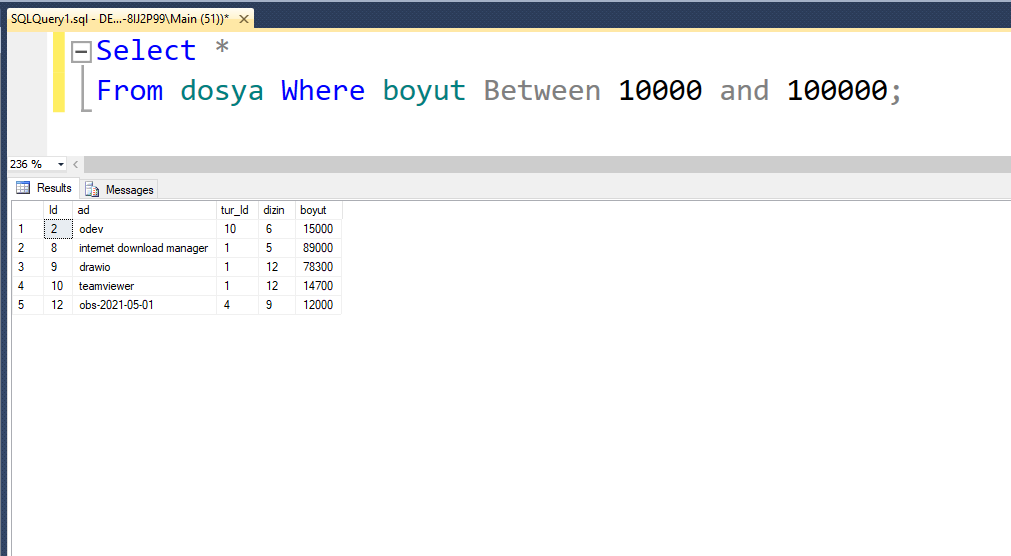 SQLQuery1.sql - DE...-8IJ2P99\Main (51))*
Select *
From dosya Where boyut Between 10000 and 100000;
236 %
Results Messages
Id ad tur_Id dizin boyut
1 2 odev 10 6 15000
2 8 internet download manager 1 5 89000
3 9 drawio 1 12 78300
4 10 teamviewer 1 12 14700
5 12 obs-2021-05-01 4 9 12000